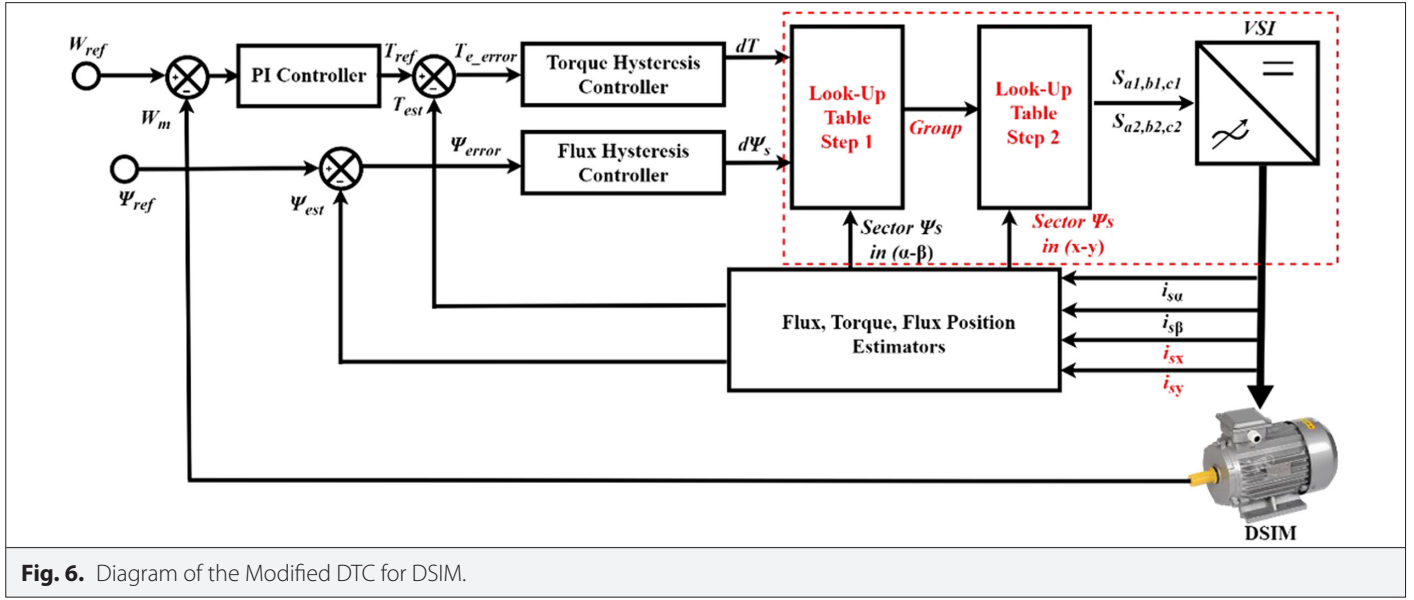 W_ref
PI Controller
T_ref
T_e_error
Torque Hysteresis
Controller
dT
Look-Up
Table
Step 1
Group
Look-Up
Table
Step 2
S_a1,b1,c1
S_a2,b2,c2
VSI
W_m
T_est
Ψ_ref
Ψ_error
Ψ_est
Flux Hysteresis
Controller
dΨ_s
Sector Ψs
in (α-β)
Sector Ψs
in (x-y)
Flux, Torque, Flux Position
Estimators
i_sα
i_sβ
i_sx
i_sy
DSIM
Fig. 6. Diagram of the Modified DTC for DSIM.